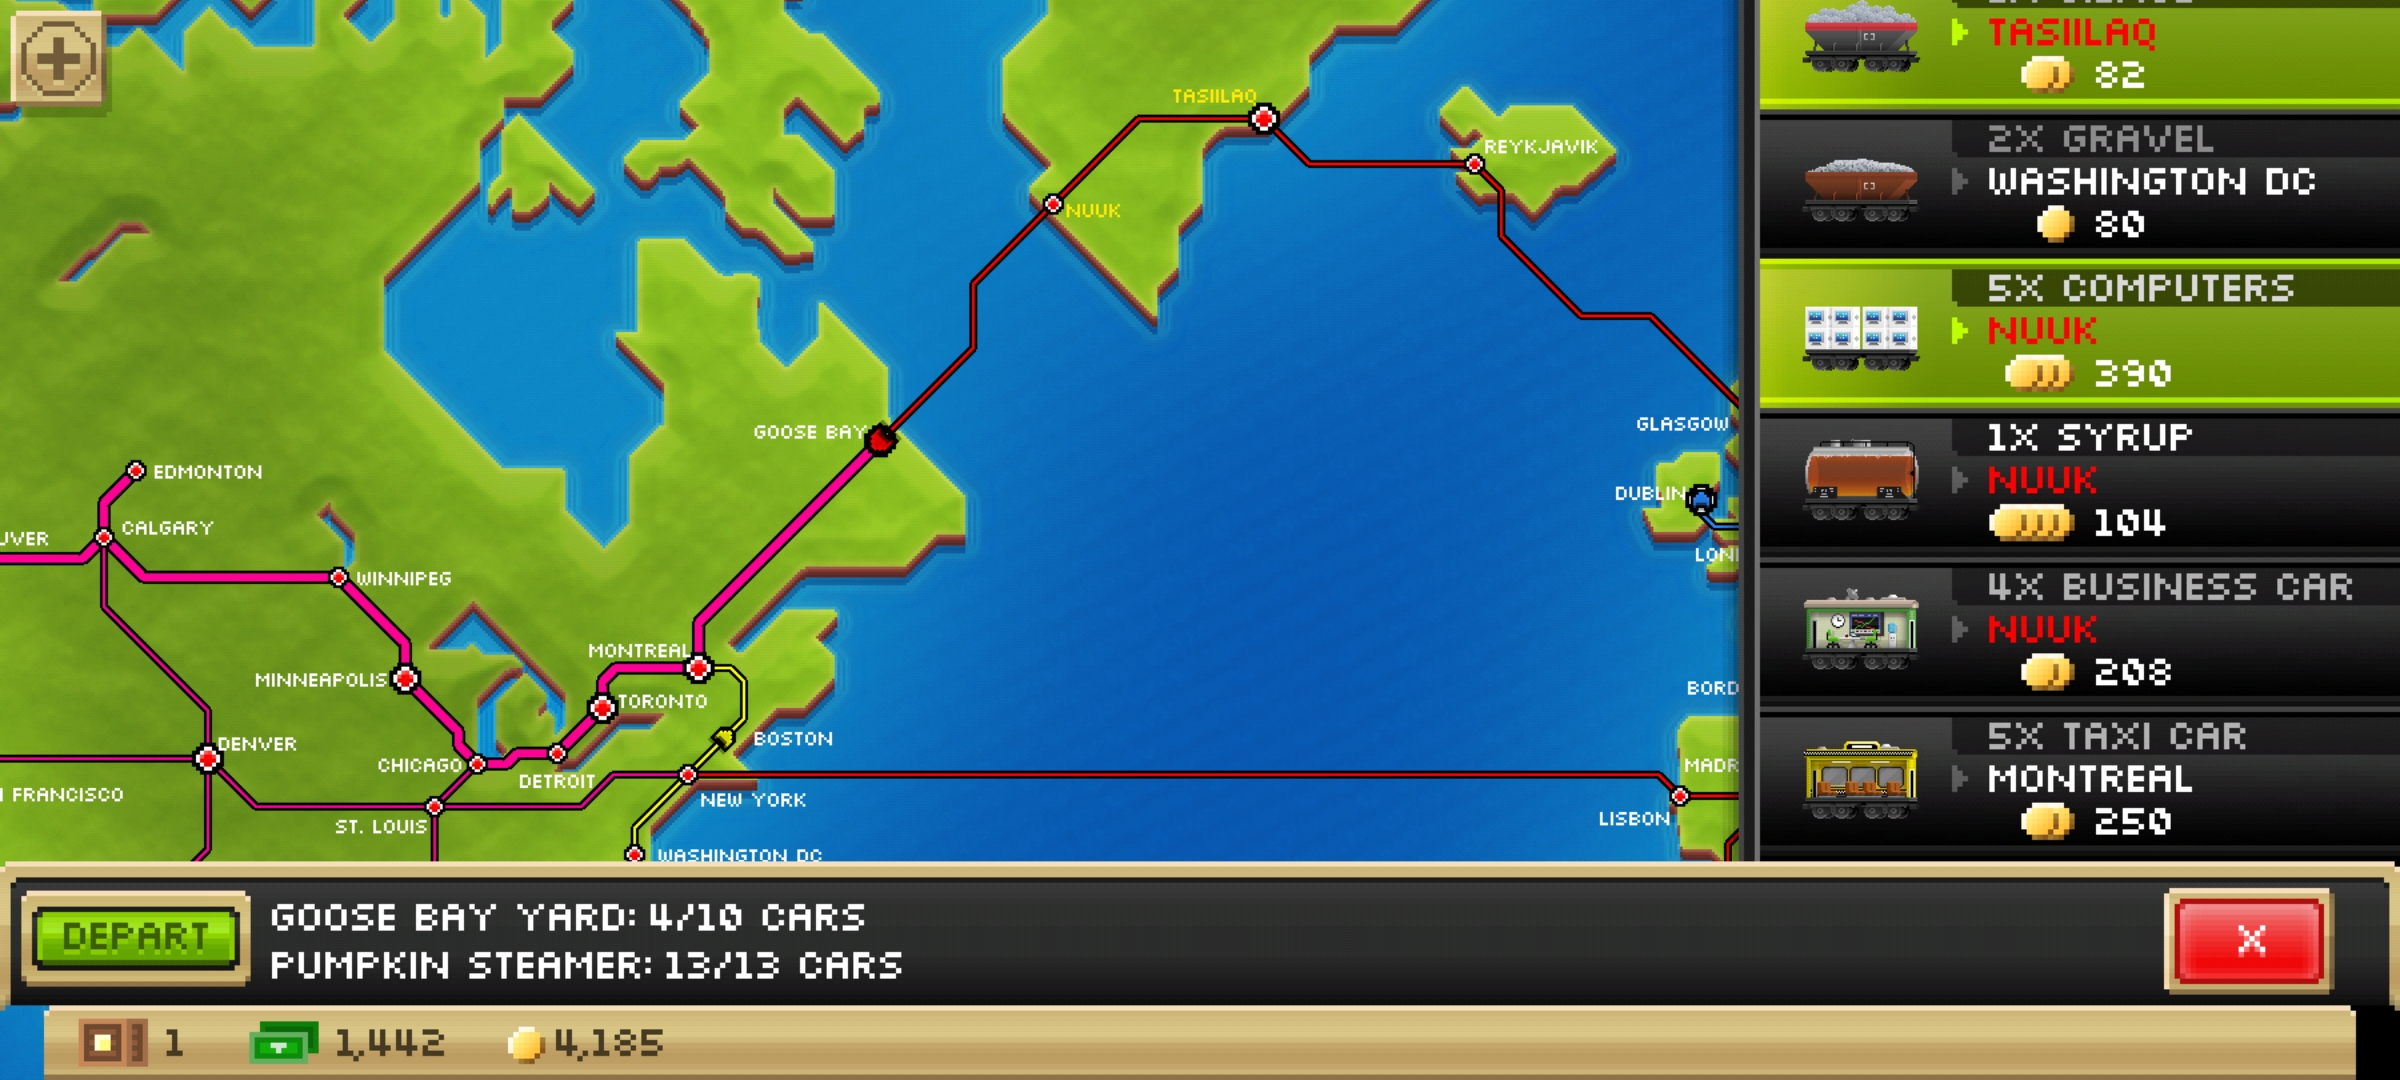 TASIILAQ
REYKJAVIK
NUUK
GOOSE BAY
GLASGOW
EDMONTON
CALGARY
UVER
DUBLIN
LON
WINNIPEG
MONTREAL
MINNEAPOLIS
TORONTO
BORD
DENVER
BOSTON
CHICAGO
DETROIT
MADR
FRANCISCO
NEW YORK
ST. LOUIS
LISBON
WASHINGTON DC
TASIILAQ
82
2X GRAVEL
WASHINGTON DC
80
5X COMPUTERS
NUUK
390
1X SYRUP
NUUK
104
4X BUSINESS CAR
NUUK
208
5X TAXI CAR
MONTREAL
250
DEPART
GOOSE BAY YARD: 4/10 CARS
PUMPKIN STEAMER: 13/13 CARS
X
1
1,442
4,185